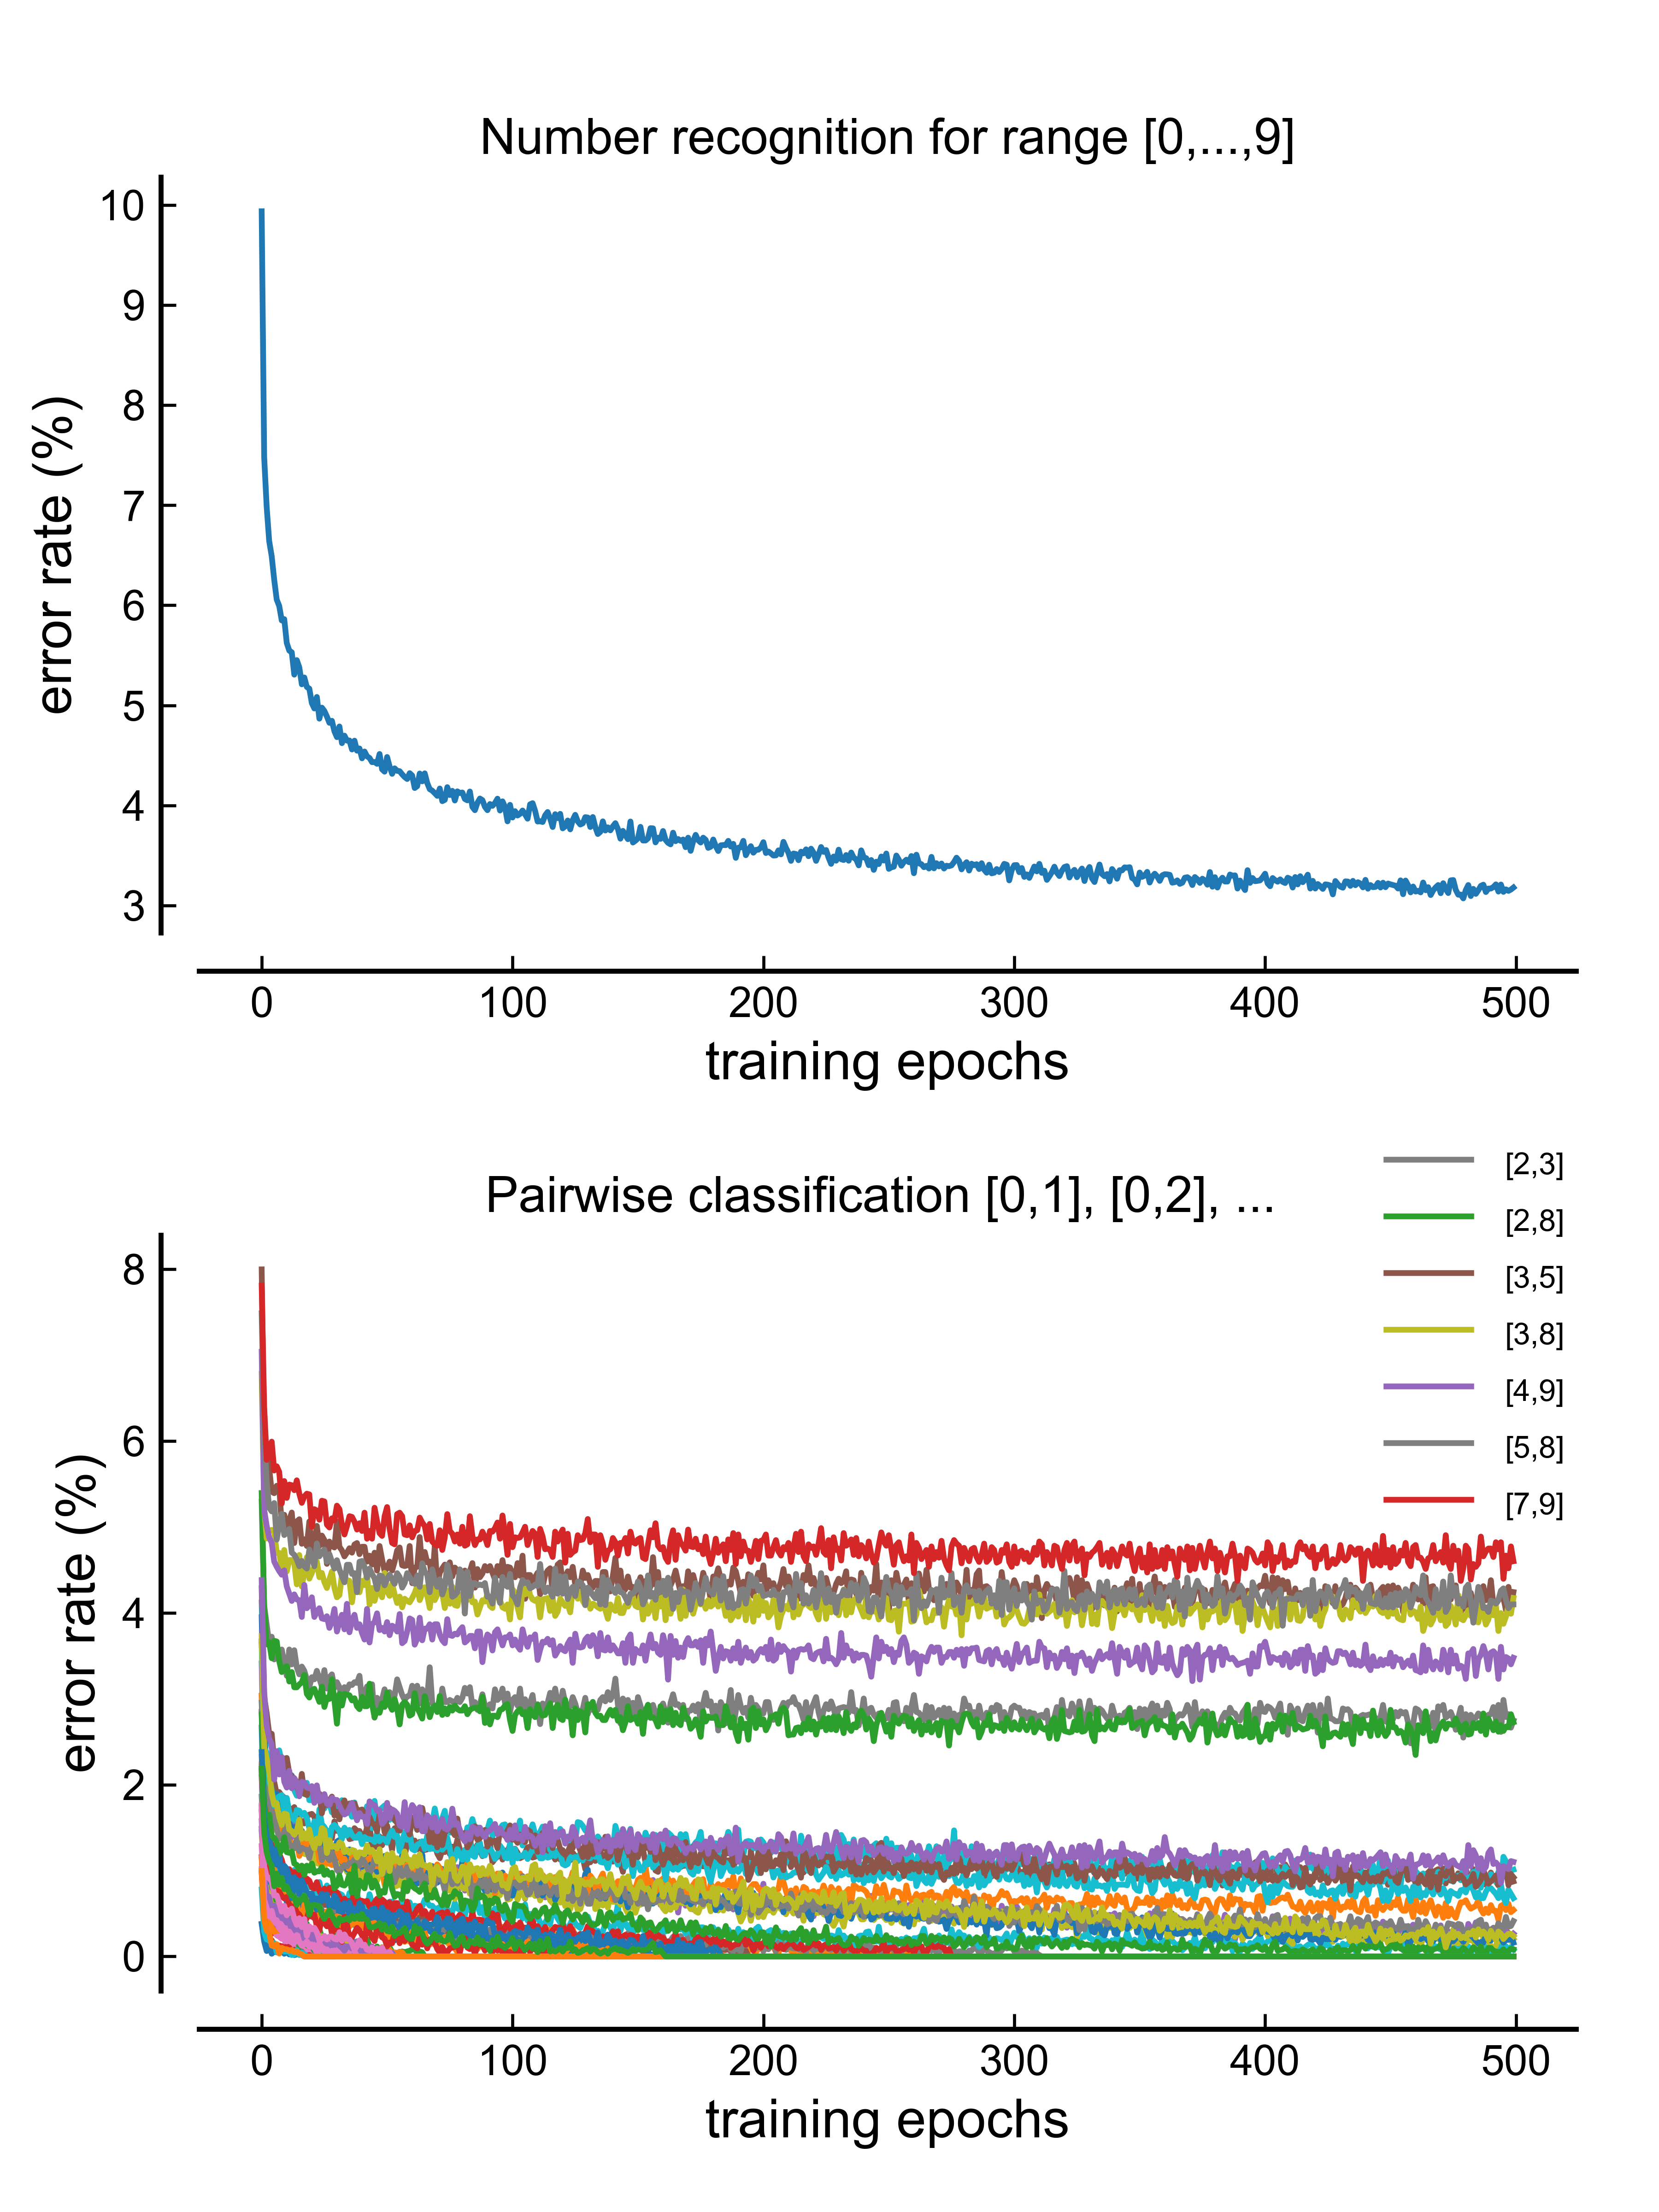 Number recognition for range [0,...,9]
10
9
8
7
6
5
4
3
error rate (%)
0 100 200 300 400 500
training epochs
Pairwise classification [0,1], [0,2], ...
[2,3]
[2,8]
[3,5]
[3,8]
[4,9]
[5,8]
[7,9]
8
6
4
2
0
error rate (%)
0 100 200 300 400 500
training epochs